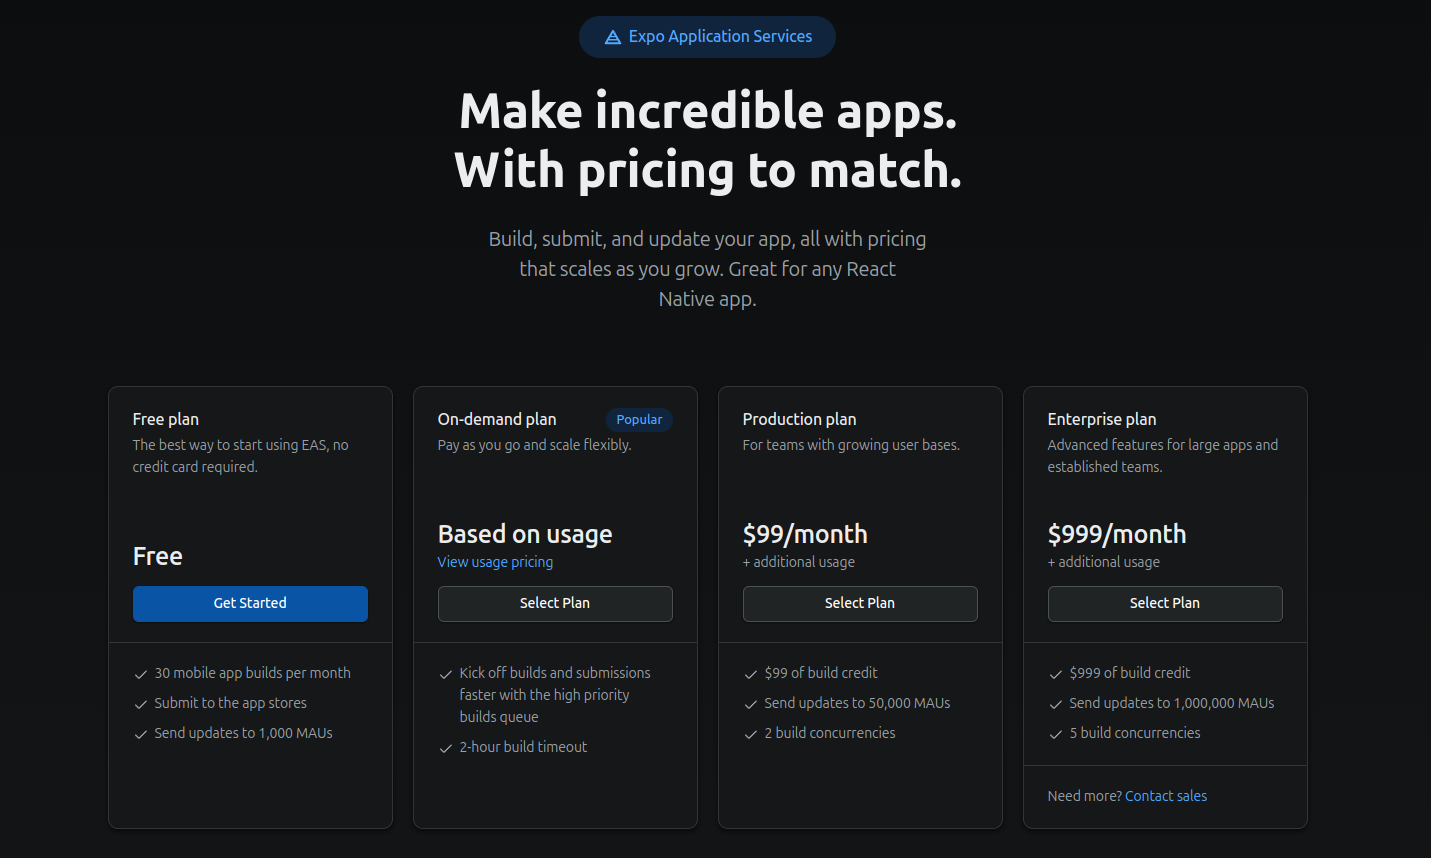 Expo Application Services
Make incredible apps.
With pricing to match.
Build, submit, and update your app, all with pricing
that scales as you grow. Great for any React
Native app.
Free plan
The best way to start using EAS, no
credit card required.
Free
Get Started
30 mobile app builds per month
Submit to the app stores
Send updates to 1,000 MAUs
On-demand plan
Popular
Pay as you go and scale flexibly.
Based on usage
View usage pricing
Select Plan
Kick off builds and submissions
faster with the high priority
builds queue
2-hour build timeout
Production plan
For teams with growing user bases.
$99/month
+ additional usage
Select Plan
$99 of build credit
Send updates to 50,000 MAUs
2 build concurrencies
Enterprise plan
Advanced features for large apps and
established teams.
$999/month
+ additional usage
Select Plan
$999 of build credit
Send updates to 1,000,000 MAUs
5 build concurrencies
Need more? Contact sales